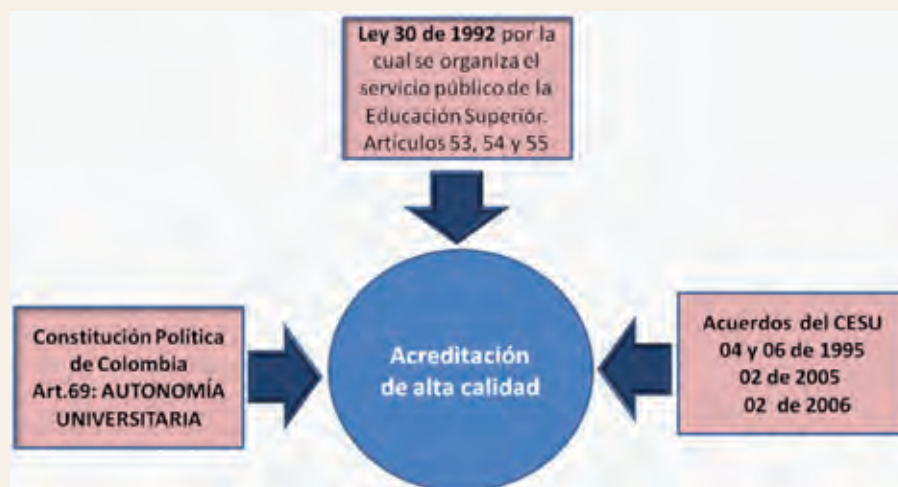 Ley 30 de 1992 por la
cual se organiza el
servicio público de la
Educación Superior.
Artículos 53, 54 y 55
Constitución Política
de Colombia
Art.69: AUTONOMÍA
UNIVERSITARIA
Acreditación
de alta calidad
Acuerdos del CESU
04 y 06 de 1995
02 de 2005
02 de 2006